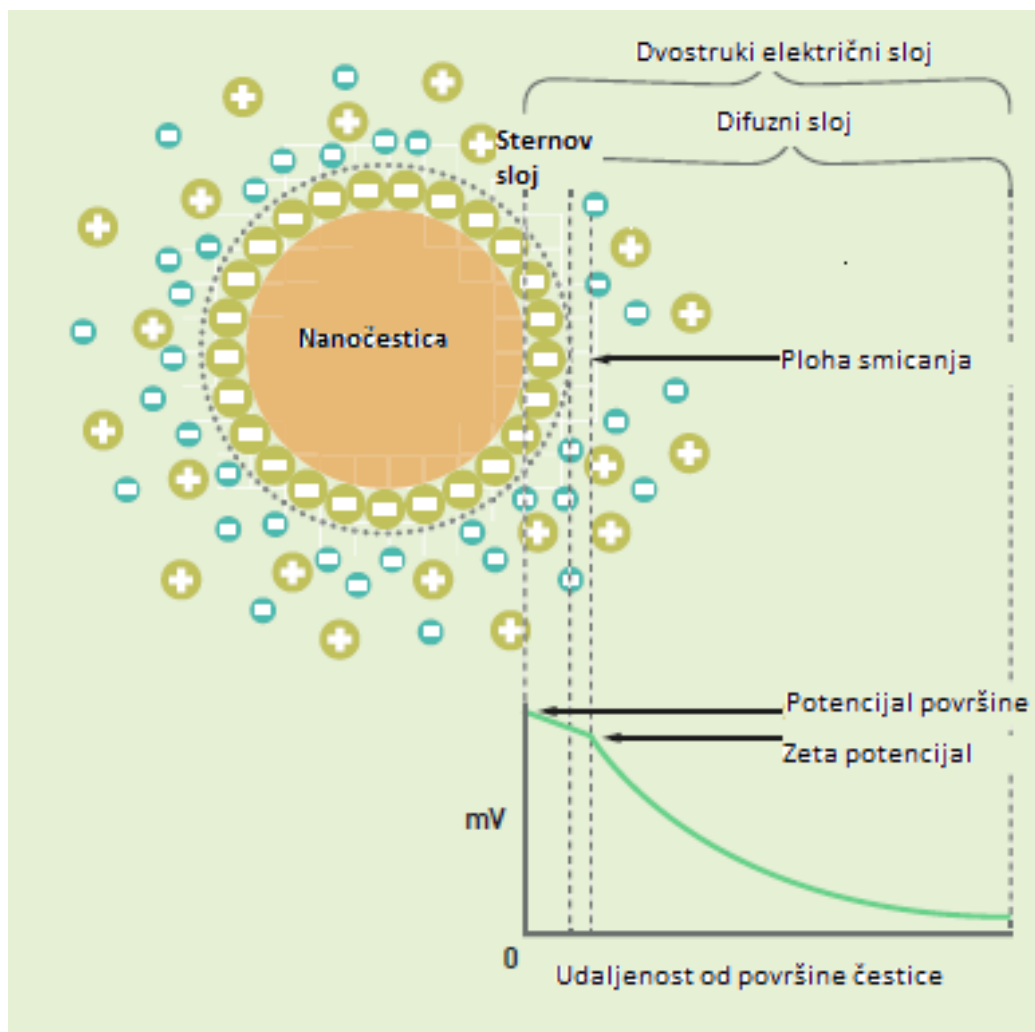 Dvostruki električni sloj
Difuzni sloj
Sternov
sloj
Nanočestica
Ploha smicanja
Potencijal površine
Zeta potencijal
mV
0
Udaljenost od površine čestice